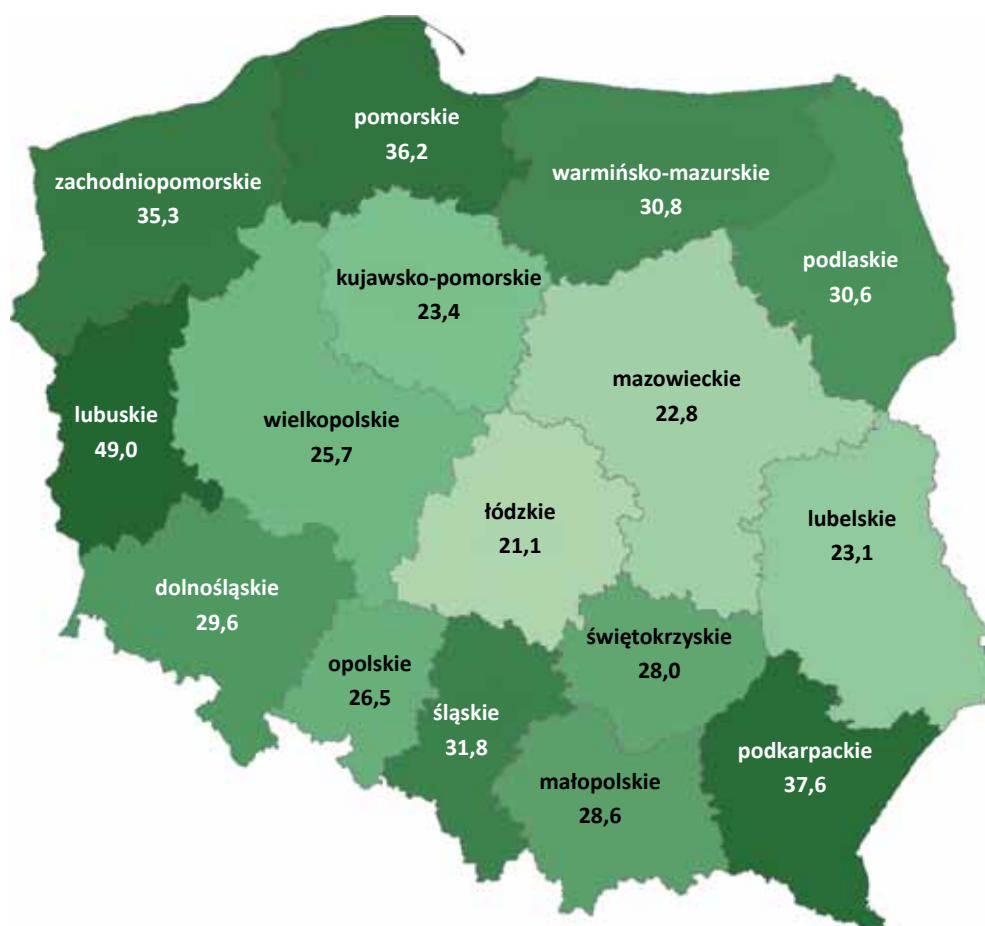 pomorskie
36,2
zachodniopomorskie
35,3
warmińsko-mazurskie
30,8
podlaskie
30,6
kujawsko-pomorskie
23,4
mazowieckie
22,8
lubuskie
49,0
wielkopolskie
25,7
łódzkie
21,1
lubelskie
23,1
dolnośląskie
29,6
świętokrzyskie
28,0
opolskie
26,5
śląskie
31,8
podkarpackie
37,6
małopolskie
28,6